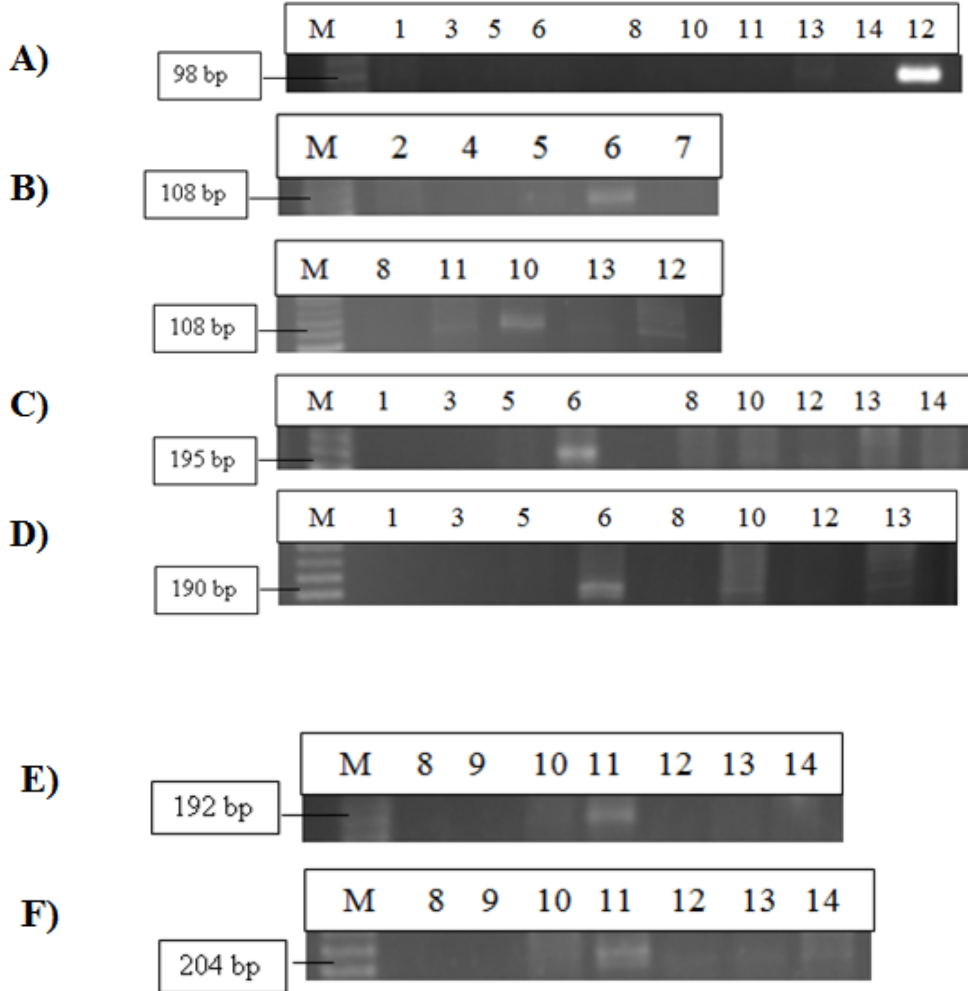 M 1 3 5 6 8 10 11 13 14 12
A)
98 bp
M 2 4 5 6 7
B)
108 bp
M 8 11 10 13 12
108 bp
C)
M 1 3 5 6 8 10 12 13 14
195 bp
D)
M 1 3 5 6 8 10 12 13
190 bp
E)
M 8 9 10 11 12 13 14
192 bp
F)
M 8 9 10 11 12 13 14
204 bp